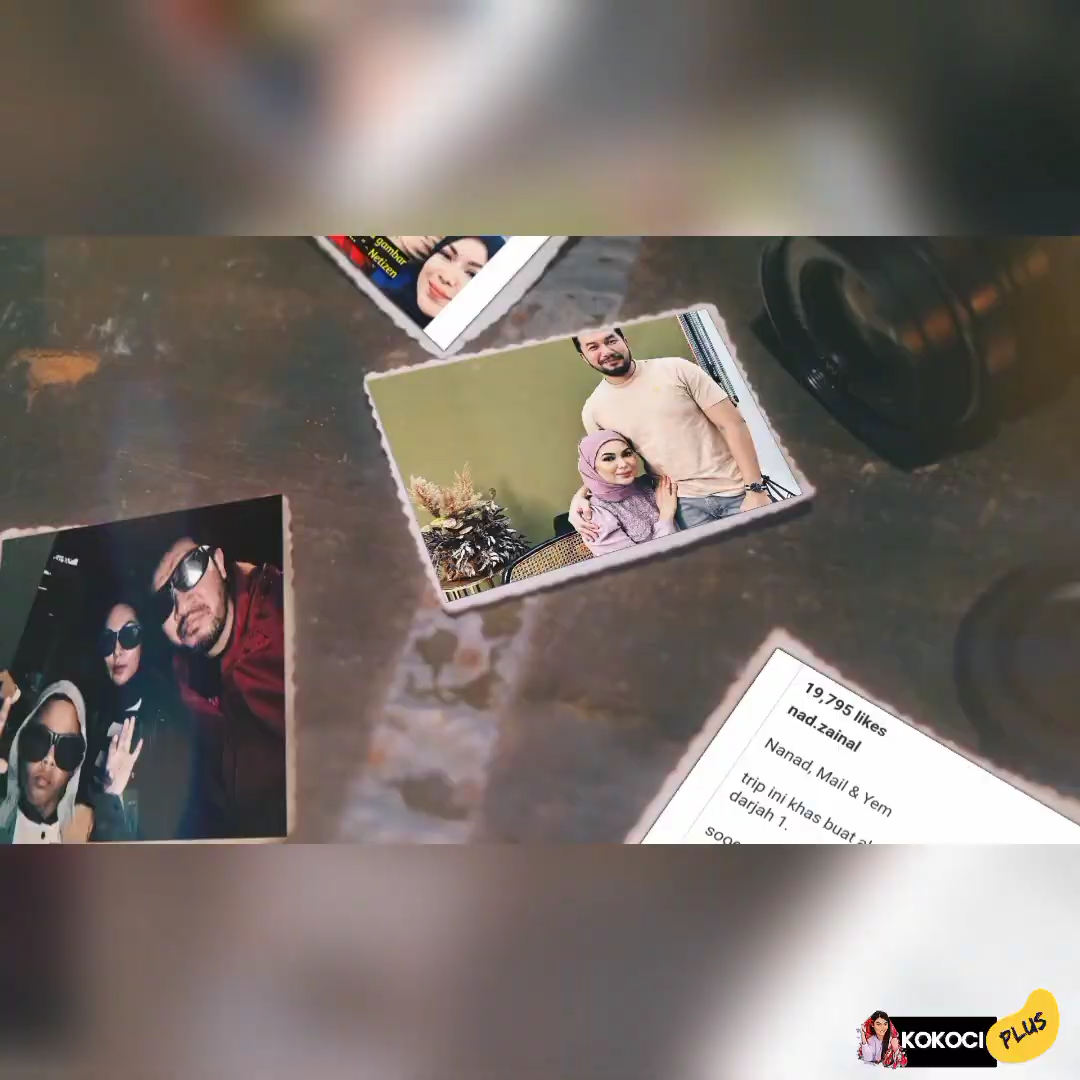 gambar
- Netizen
19,795 likes
nad.zainal
Nanad, Mail & Yem
trip ini khas buat
darjah 1.
KOKOCI
PLUS